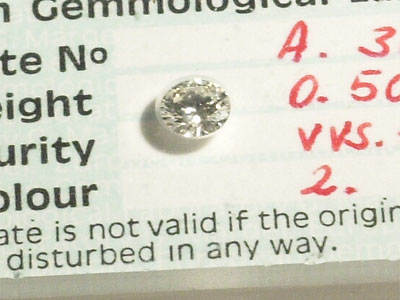 n Gemmological La
te Nº A. 3
eight 0.50
urity VVS.
olour 2.
ate is not valid if the origin
disturbed in any way.